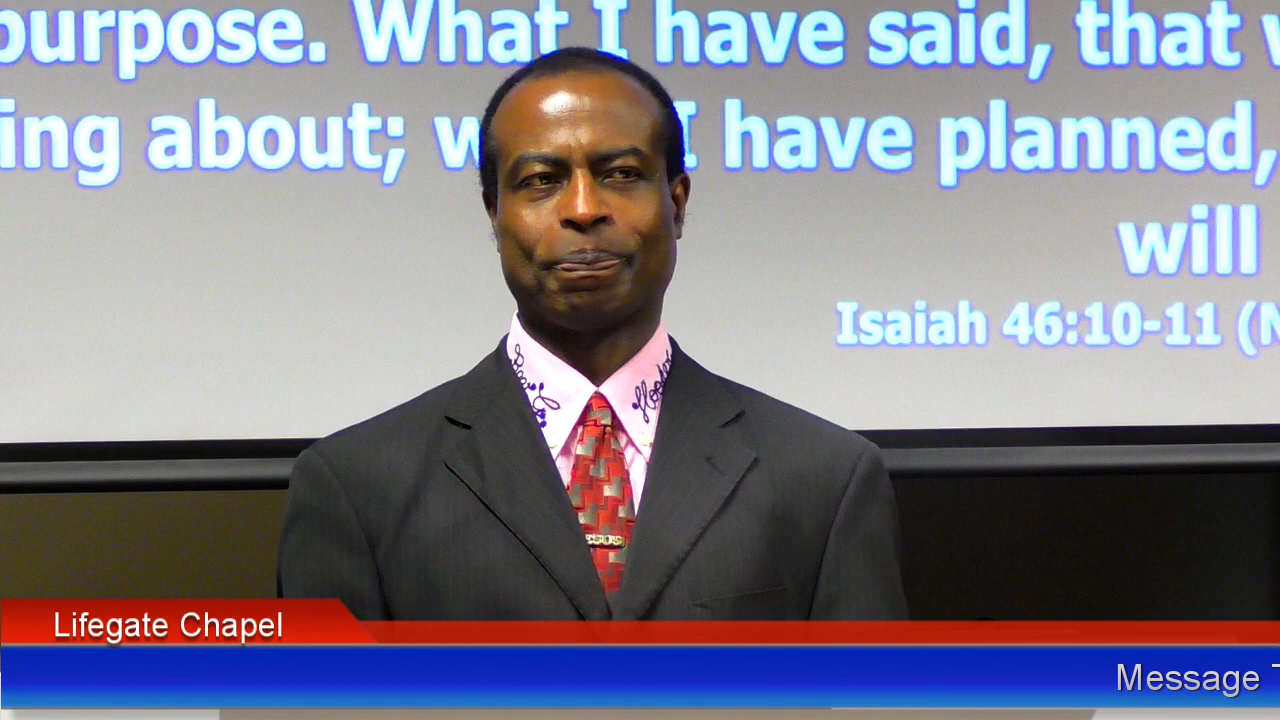 purpose. What I have said, that
ing about; I have planned,
will
Isaiah 46:10-11
Lifegate Chapel
Message